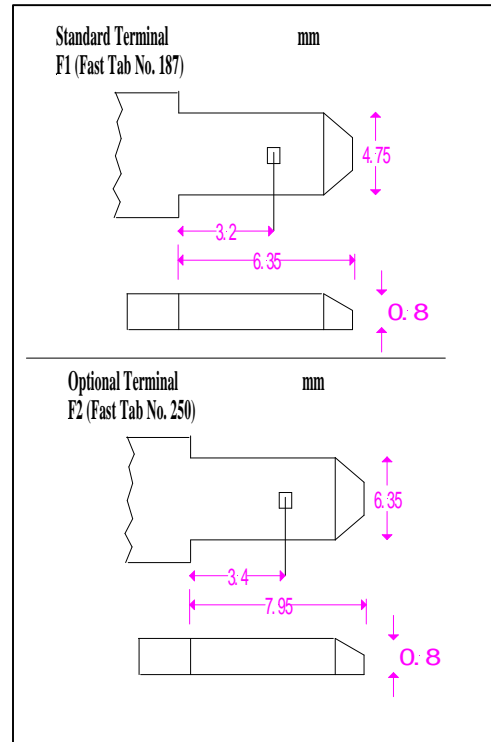 Standard Terminal mm
F1 (Fast Tab No. 187)
4.75
3.2
6.35
0.8
Optional Terminal mm
F2 (Fast Tab No. 250)
6.35
3.4
7.95
0.8